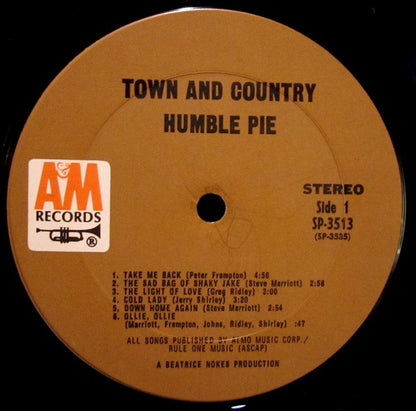 TOWN AND COUNTRY
HUMBLE PIE
A&M
RECORDS
®
STEREO
Side 1
SP-3513
(SP-3535)
1. TAKE ME BACK (Peter Frampton) 4:58
2. THE SAD BAG OF SHAKY JAKE (Steve Marriott) 2:58
3. THE LIGHT OF LOVE (Greg Ridley) 3:00
4. COLD LADY (Jerry Shirley) 3:20
5. DOWN HOME AGAIN (Steve Marriott) 2:54
6. OLLIE, OLLIE
(Marriott, Frampton, Johns, Ridley, Shirley) :47
ALL SONGS PUBLISHED BY ALMO MUSIC CORP./
RULE ONE MUSIC (ASCAP)
A BEATRICE NOKES PRODUCTION